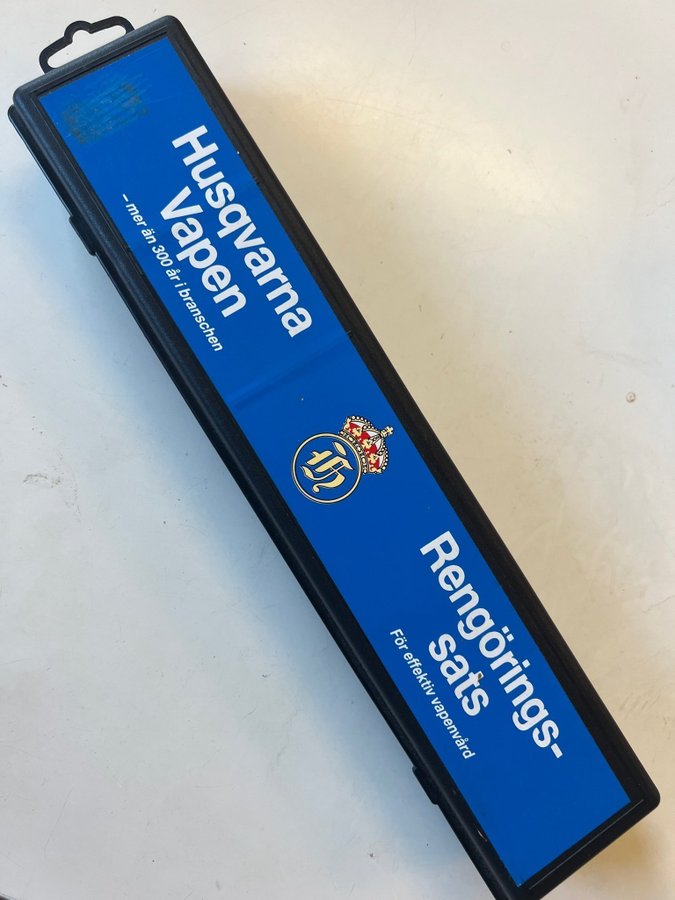 Husqvarna
Vapen
– mer än 300 år i branschen
H
Rengörings-
sats
För effektiv vapenvård